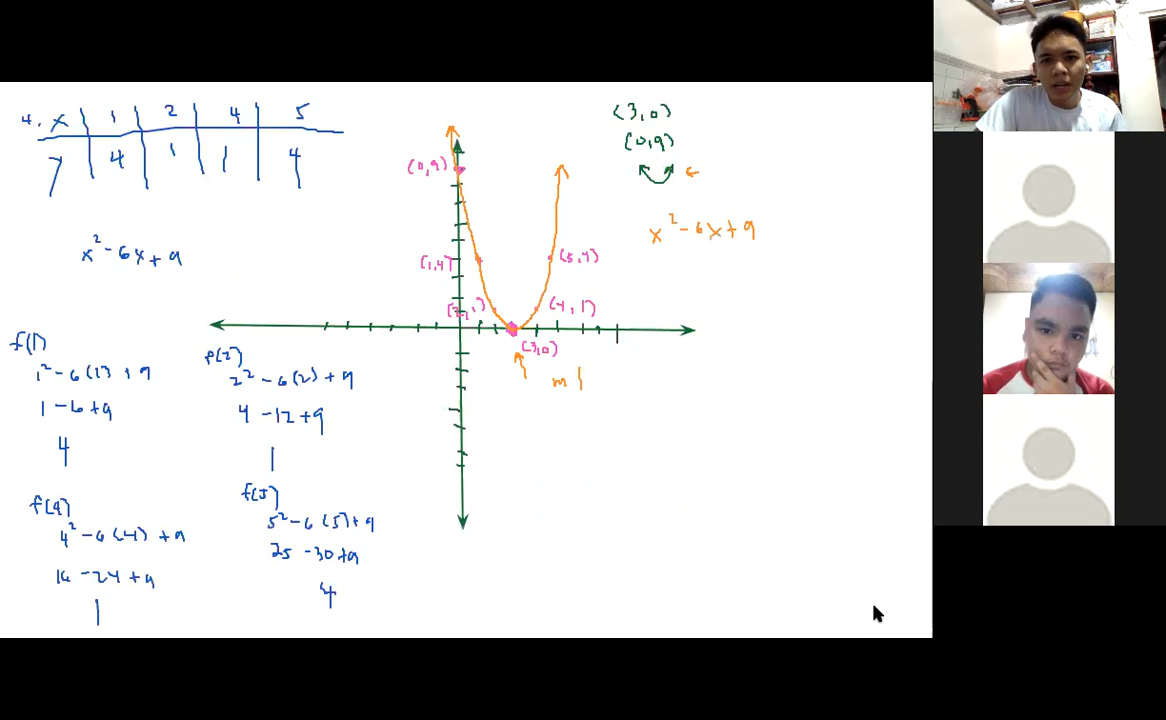 4. x 1 2 4 5
y 4 1 1 4
x² - 6x + 9
f(1)
1² - 6(1) + 9
1 - 6 + 9
4
f(2)
2² - 6(2) + 9
4 - 12 + 9
1
f(4)
4² - 6(4) + 9
16 - 24 + 9
1
f(5)
5² - 6(5) + 9
25 - 30 + 9
4
(0,9)
(1,4)
(2,1)
(3,0)
(4,1)
(5,4)
(3,0)
(0,9)
x² - 6x + 9